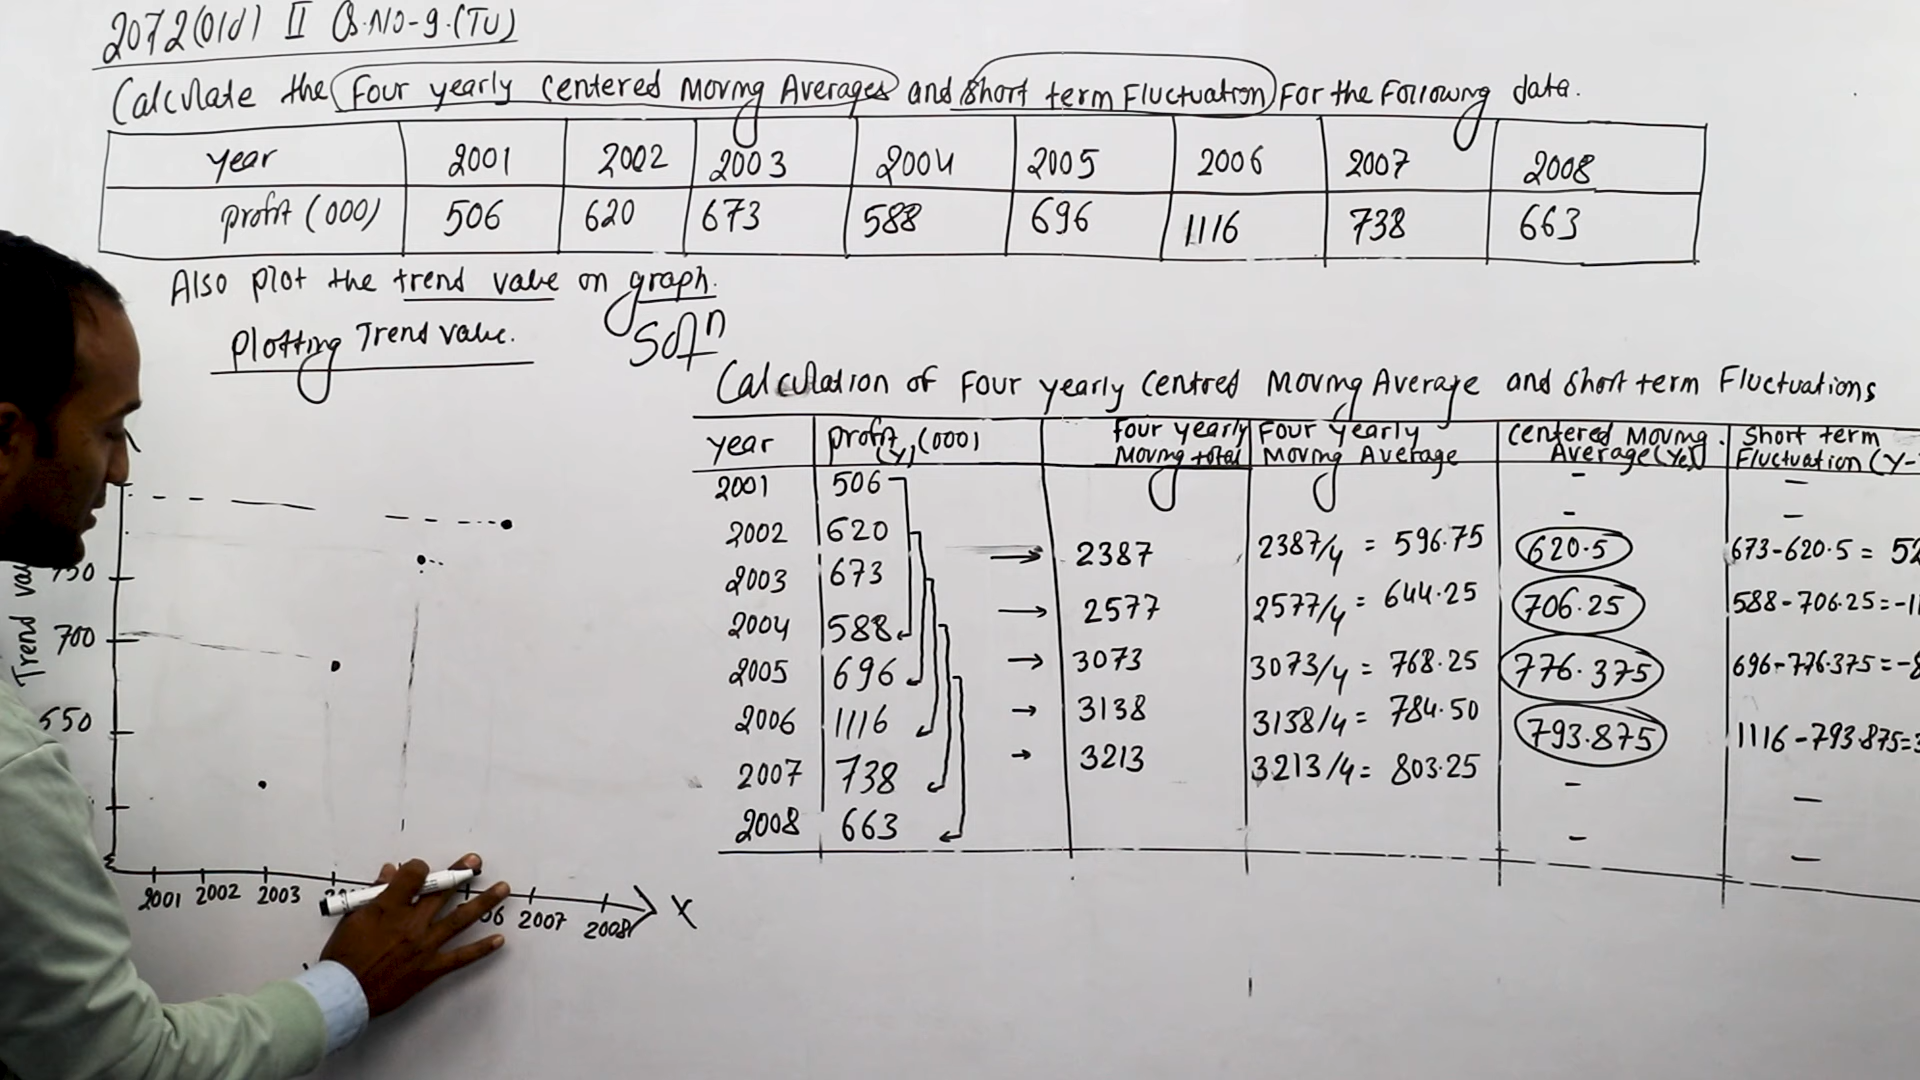 2072(Old) II Q.NO-9.(TU)
Calculate the Four yearly Centered Moving Averages and Short term Fluctuation For the Following data.
year 2001 2002 2003 2004 2005 2006 2007 2008
profit (000) 506 620 673 588 696 1116 738 663
Also plot the trend value on graph.
Plotting Trend value.
Solⁿ
Calculation of Four yearly Centred Moving Average and Short term Fluctuations
year profit (Y) (000) Four yearly Moving total Four yearly Moving Average Centered Moving Average (Ye) Short term Fluctuation (Y-
2001 506 - -
2002 620 - -
2387 2387/4 = 596.75
2003 673 620.5 673-620.5 = 52
2577 2577/4 = 644.25
2004 588 706.25 588-706.25=-11
3073 3073/4 = 768.25
2005 696 776.375 696-776.375=-8
3138 3138/4 = 784.50
2006 1116 793.875 1116-793.875=3
3213 3213/4 = 803.25
2007 738 - -
2008 663 - -
Trend
750
700
550
2001 2002 2003 2007 2008 X